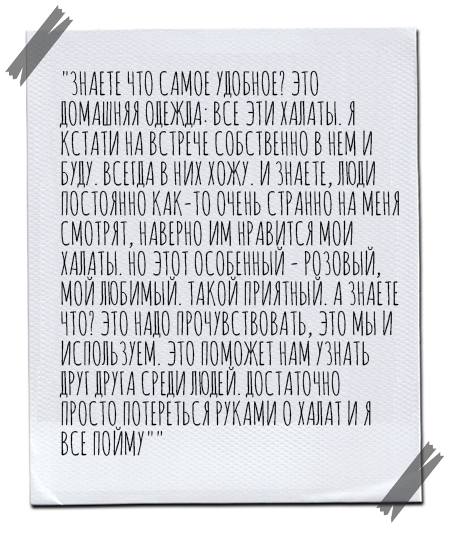 "ЗНАЕТЕ ЧТО САМОЕ УДОБНОЕ? ЭТО
ДОМАШНЯЯ ОДЕЖДА: ВСЕ ЭТИ ХАЛАТЫ. Я
КСТАТИ НА ВСТРЕЧЕ СОБСТВЕННО В НЕМ И
БУДУ. ВСЕГДА В НИХ ХОЖУ. И ЗНАЕТЕ, ЛЮДИ
ПОСТОЯННО КАК-ТО ОЧЕНЬ СТРАННО НА МЕНЯ
СМОТРЯТ, НАВЕРНО ИМ НРАВИТСЯ МОИ
ХАЛАТЫ. НО ЭТОТ ОСОБЕННЫЙ - РОЗОВЫЙ,
МОЙ ЛЮБИМЫЙ. ТАКОЙ ПРИЯТНЫЙ. А ЗНАЕТЕ
ЧТО? ЭТО НАДО ПРОЧУВСТВОВАТЬ, ЭТО МЫ И
ИСПОЛЬЗУЕМ. ЭТО ПОМОЖЕТ НАМ УЗНАТЬ
ДРУГ ДРУГА СРЕДИ ЛЮДЕЙ. ДОСТАТОЧНО
ПРОСТО ПОТЕРЕТЬСЯ РУКАМИ О ХАЛАТ И Я
ВСЕ ПОЙМУ""